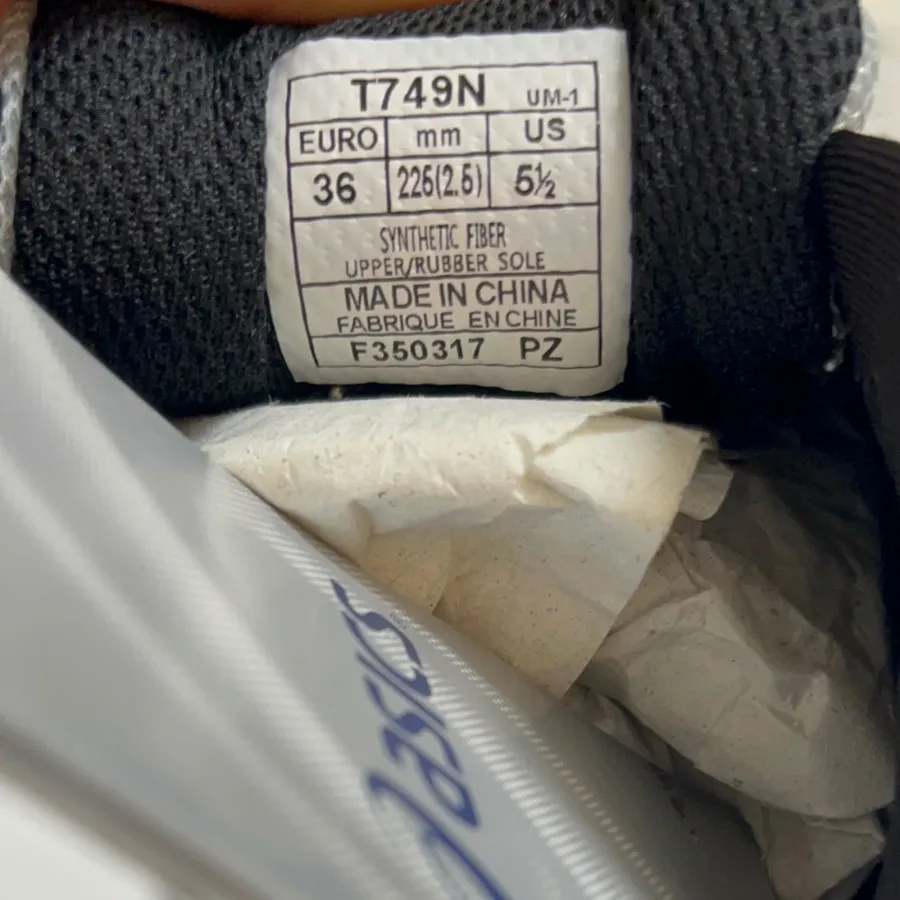 T749N UM-1
EURO mm US
36 225(2.5) 5½
SYNTHETIC FIBER
UPPER/RUBBER SOLE
MADE IN CHINA
FABRIQUE EN CHINE
F350317 PZ
asics